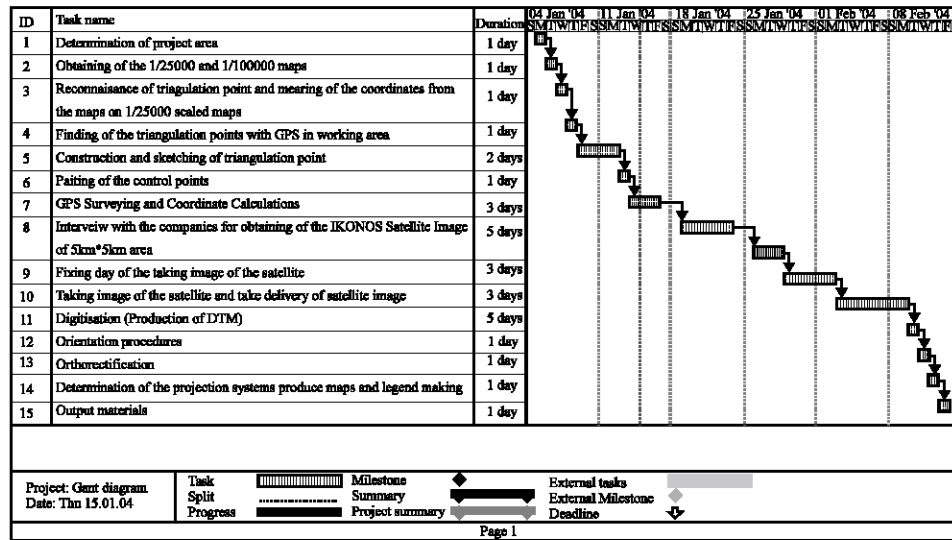 ID Task name Duration 04 Jan '04 11 Jan '04 18 Jan '04 25 Jan '04 01 Feb '04 08 Feb '04
S M T W T F S S M T W T F S S M T W T F S S M T W T F S S M T W T F S S M T W T F
1 Determination of project area 1 day
2 Obtaining of the 1/25000 and 1/100000 maps 1 day
3 Reconnaisance of triagulation point and mearing of the coordinates from 1 day
the maps on 1/25000 scaled maps
4 Finding of the triangulation points with GPS in working area 1 day
5 Construction and sketching of triangulation point 2 days
6 Paiting of the control points 1 day
7 GPS Surveying and Coordinate Calculations 3 days
8 Interveiw with the companies for obtaining of the IKONOS Satellite Image 5 days
of 5km*5km area
9 Fixing day of the taking image of the satellite 3 days
10 Taking image of the satellite and take delivery of satellite image 3 days
11 Digitisation (Production of DTM) 5 days
12 Orientation procedures 1 day
13 Orthorectification 1 day
14 Determination of the projection systems produce maps and legend making 1 day
15 Output materials 1 day
Project: Gant diagram
Date: Thu 15.01.04
Task Milestone External tasks
Split Summary External Milestone
Progress Project summary Deadline
Page 1